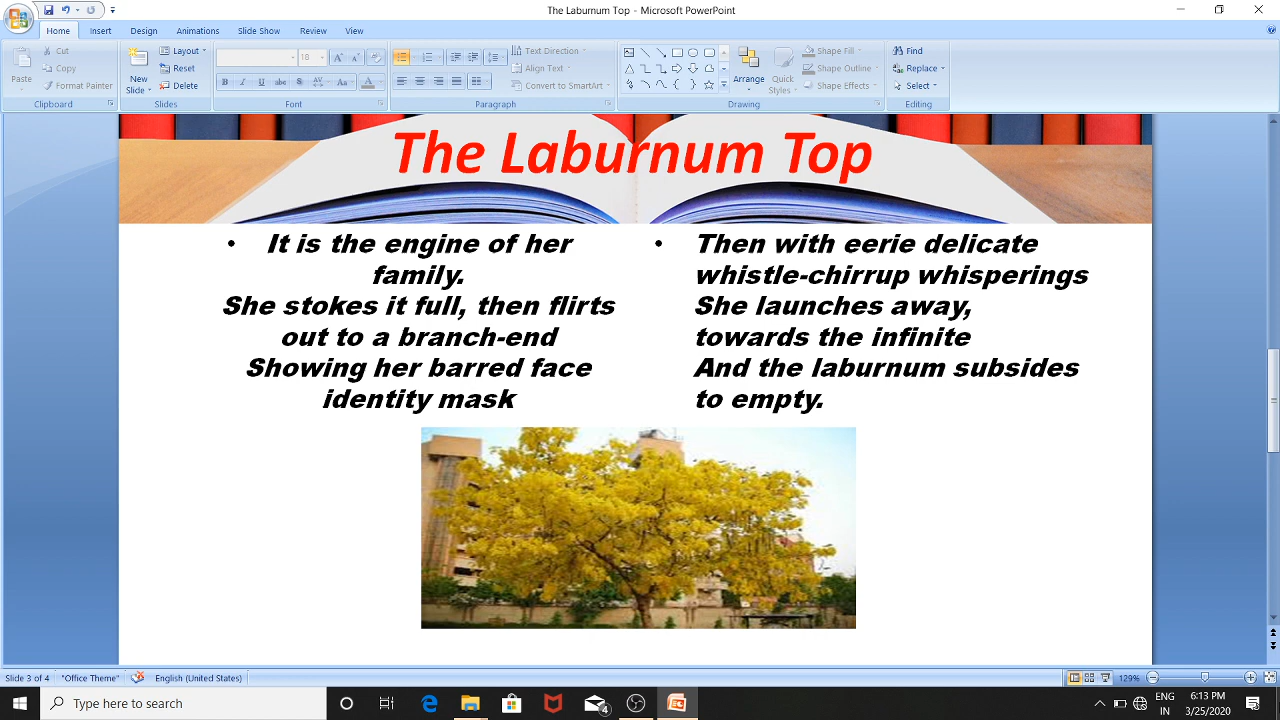 The Laburnum Top - Microsoft PowerPoint
Home Insert Design Animations Slide Show Review View
Paste
Cut
Copy
Format Painter
Clipboard
New
Slide
Layout
Reset
Delete
Slides
18
B I U abc S AV Aa A
Font
Text Direction
Align Text
Convert to SmartArt
Paragraph
Arrange
Quick
Styles
Shape Fill
Shape Outline
Shape Effects
Drawing
Find
Replace
Select
Editing
The Laburnum Top
• It is the engine of her
family.
She stokes it full, then flirts
out to a branch-end
Showing her barred face
identity mask
• Then with eerie delicate
whistle-chirrup whisperings
She launches away,
towards the infinite
And the laburnum subsides
to empty.
Slide 3 of 4 "Office Theme" English (United States) 129%
Type here to search
4
ENG
IN
6:13 PM
3/25/2020